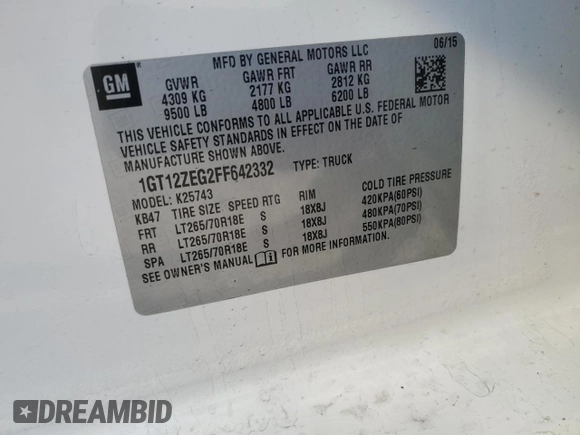 MFD BY GENERAL MOTORS LLC 06/15
GM
GVWR GAWR FRT GAWR RR
4309 KG 2177 KG 2812 KG
9500 LB 4800 LB 6200 LB
THIS VEHICLE CONFORMS TO ALL APPLICABLE U.S. FEDERAL MOTOR
VEHICLE SAFETY STANDARDS IN EFFECT ON THE DATE OF
MANUFACTURE SHOWN ABOVE.
1GT12ZEG2FF642332 TYPE: TRUCK
MODEL: K25743
KB47 TIRE SIZE SPEED RTG RIM COLD TIRE PRESSURE
FRT LT265/70R18E S 18X8J 420KPA(60PSI)
RR LT265/70R18E S 18X8J 480KPA(70PSI)
SPA LT265/70R18E S 18X8J 550KPA(80PSI)
SEE OWNER'S MANUAL FOR MORE INFORMATION.
DREAMBID